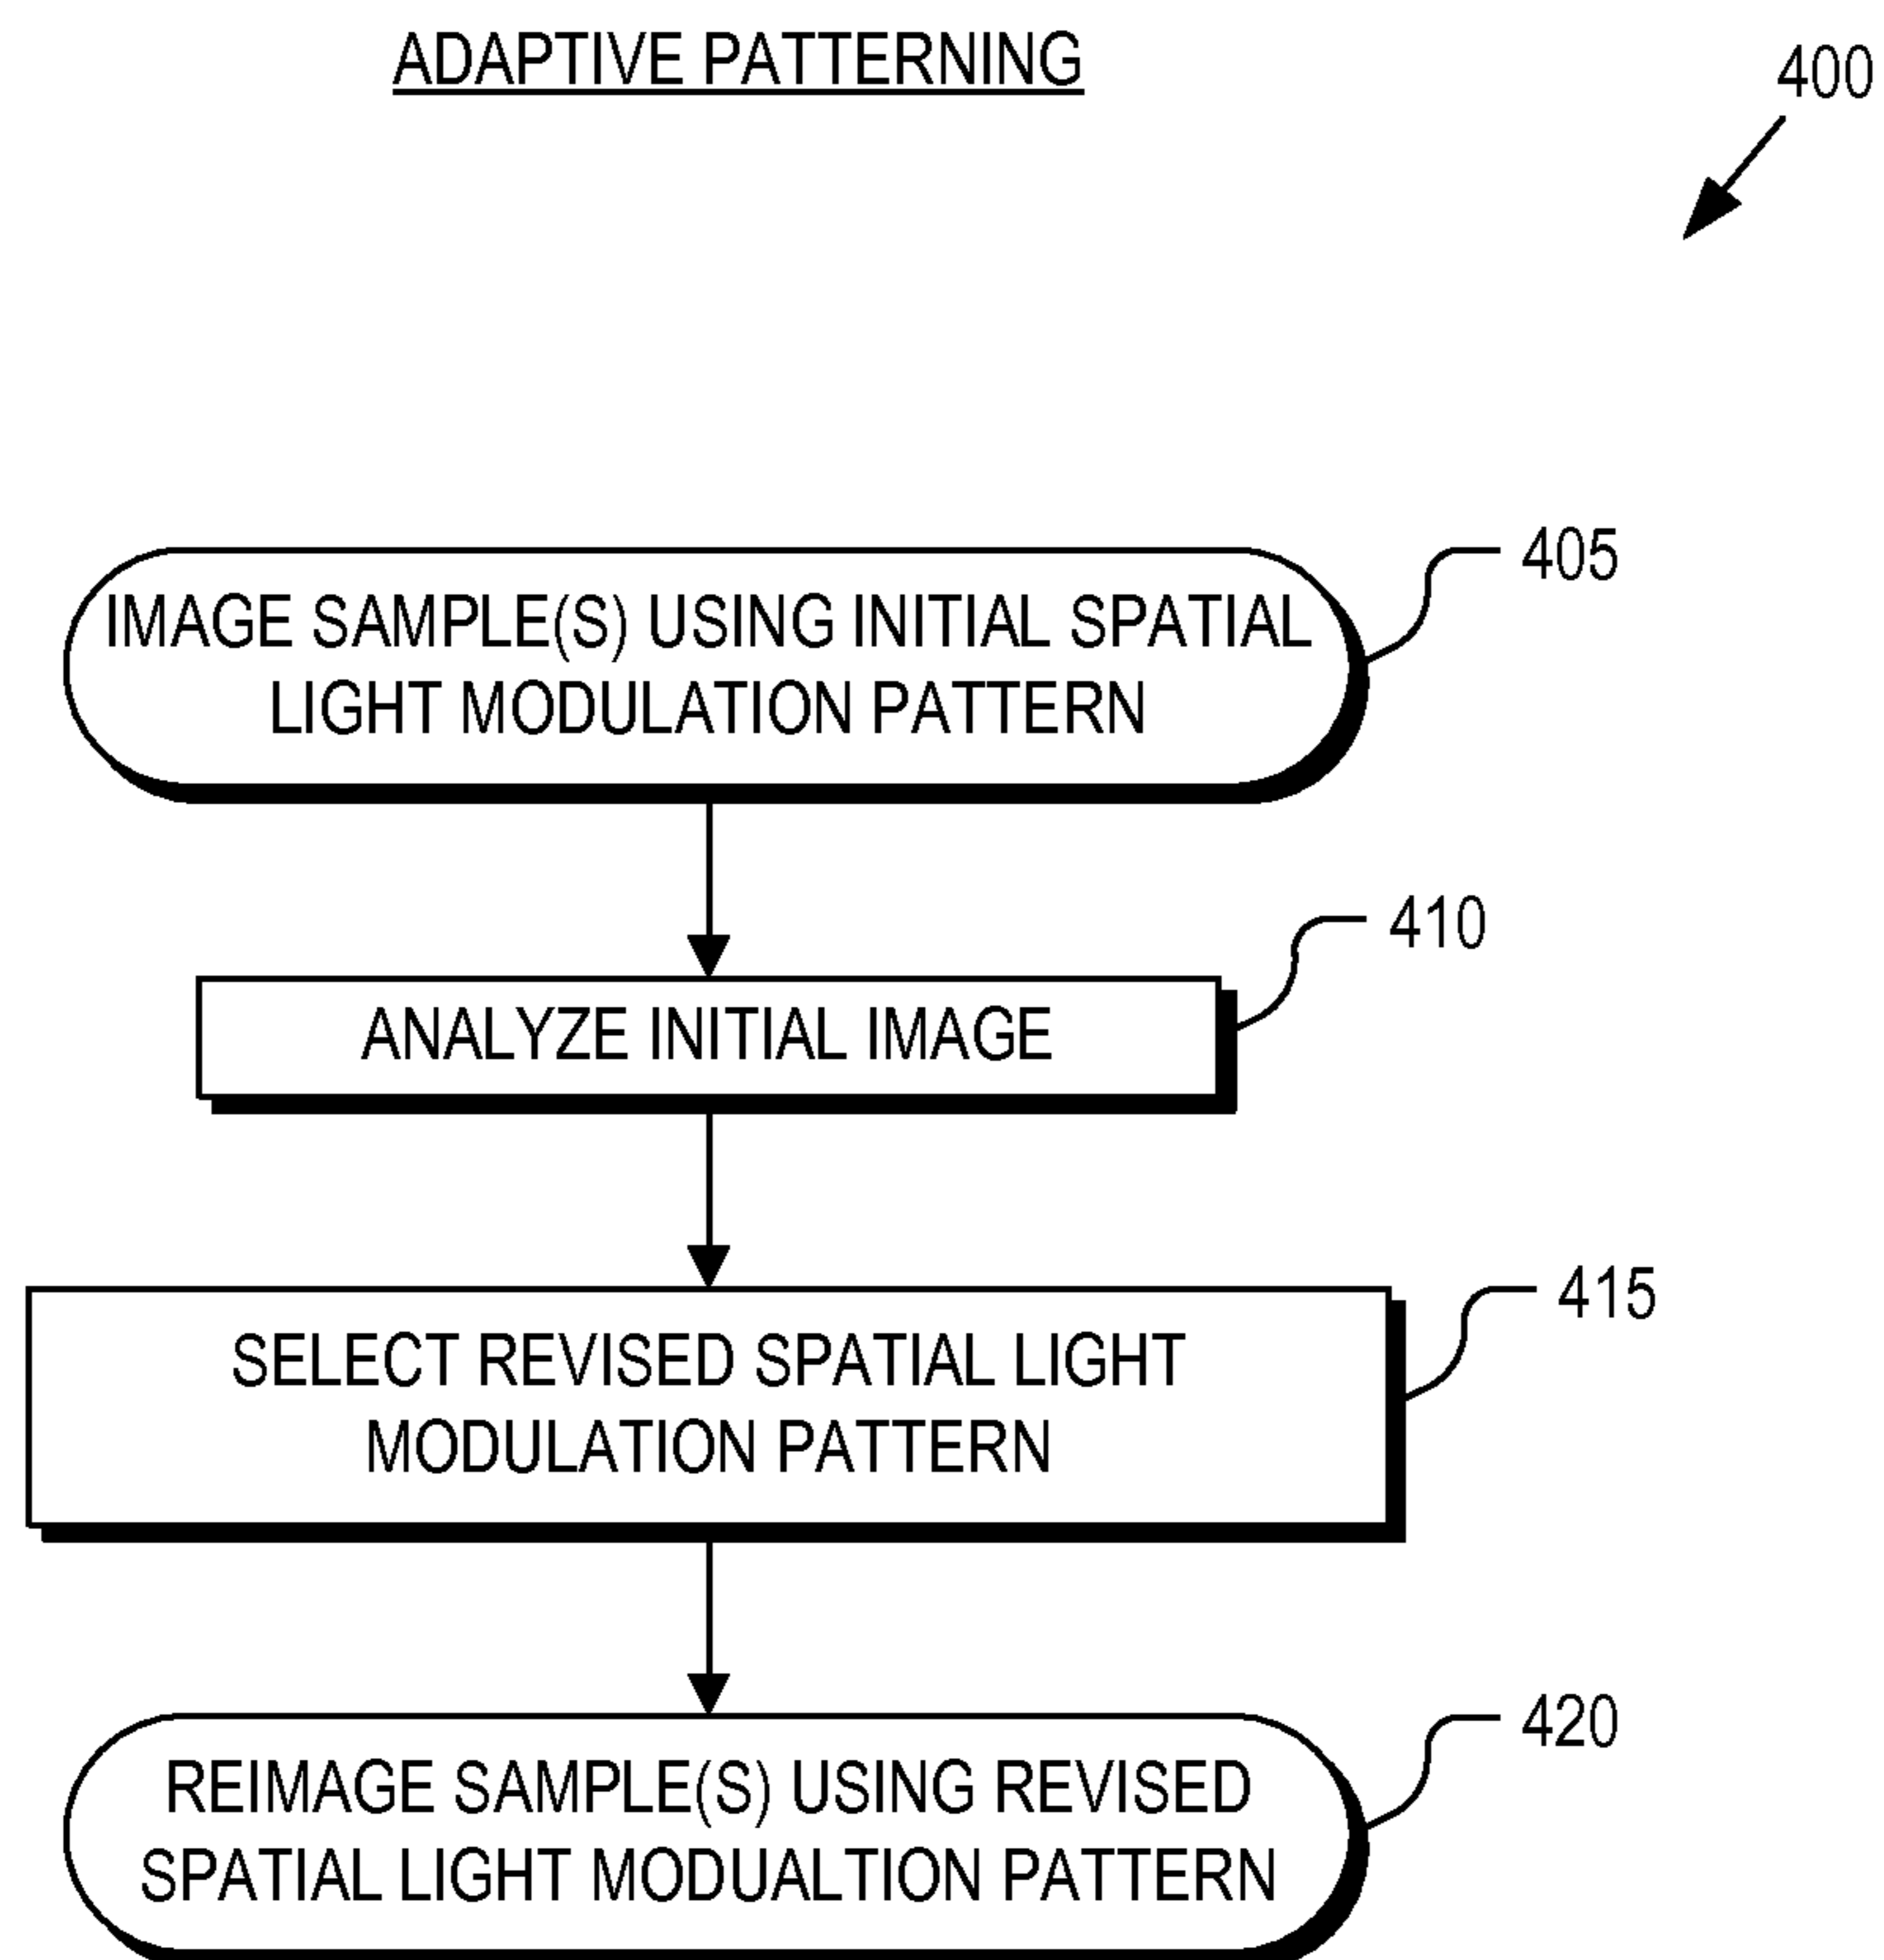 ADAPTIVE PATTERNING
400
IMAGE SAMPLE(S) USING INITIAL SPATIAL
LIGHT MODULATION PATTERN
405
ANALYZE INITIAL IMAGE
410
SELECT REVISED SPATIAL LIGHT
MODULATION PATTERN
415
REIMAGE SAMPLE(S) USING REVISED
SPATIAL LIGHT MODUALTION PATTERN
420